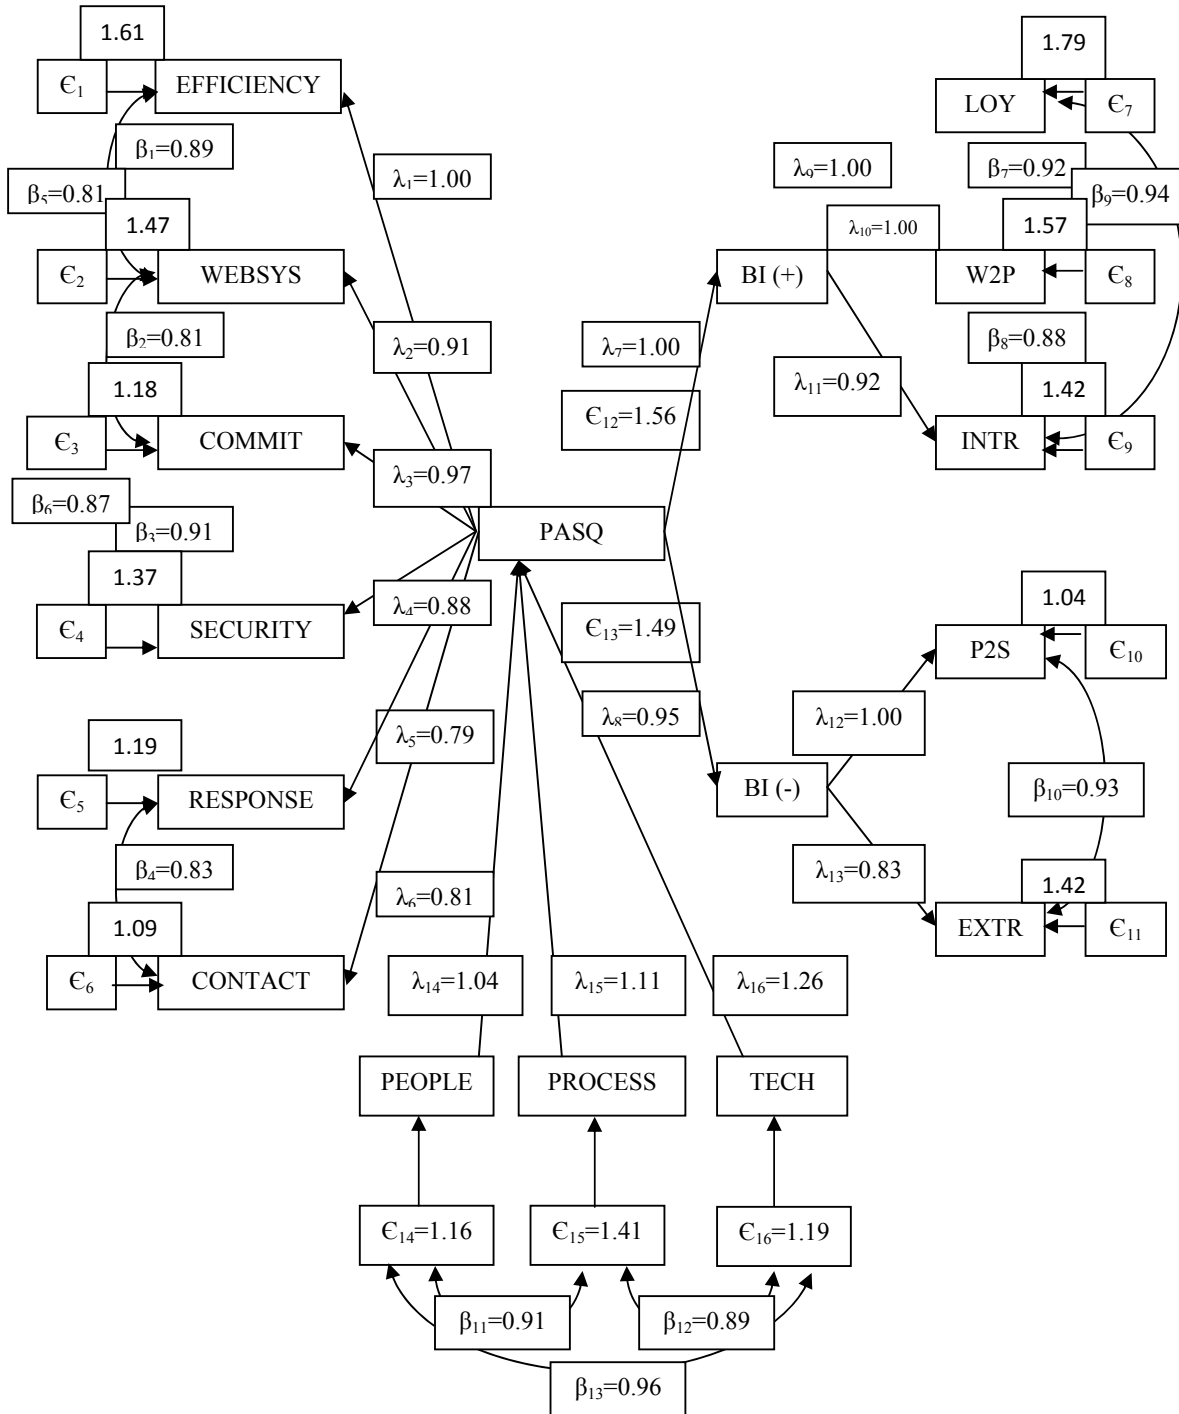 1.61
1.79
Є1
EFFICIENCY
LOY
Є7
β1=0.89
λ1=1.00
λ9=1.00
β7=0.92
β5=0.81
β9=0.94
1.47
λ10=1.00
1.57
Є2
WEBSYS
BI (+)
W2P
Є8
β2=0.81
λ2=0.91
λ7=1.00
β8=0.88
1.18
λ11=0.92
1.42
Є12=1.56
Є3
COMMIT
INTR
Є9
λ3=0.97
β6=0.87
β3=0.91
PASQ
1.37
λ4=0.88
1.04
Є4
SECURITY
Є13=1.49
P2S
Є10
λ5=0.79
λ8=0.95
λ12=1.00
1.19
Є5
RESPONSE
BI (-)
β10=0.93
β4=0.83
λ6=0.81
λ13=0.83
1.42
1.09
EXTR
Є11
Є6
CONTACT
λ14=1.04
λ15=1.11
λ16=1.26
PEOPLE
PROCESS
TECH
Є14=1.16
Є15=1.41
Є16=1.19
β11=0.91
β12=0.89
β13=0.96